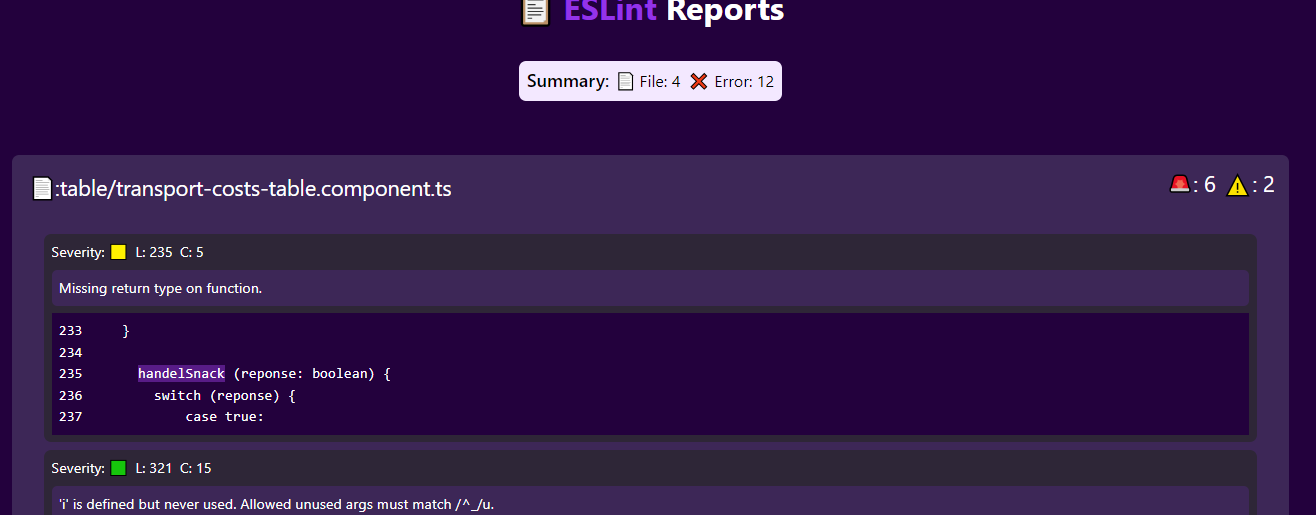 ESLint Reports
Summary: File: 4 Error: 12
:table/transport-costs-table.component.ts
: 6 : 2
Severity: L: 235 C: 5
Missing return type on function.
233 }
234
235 handelSnack (reponse: boolean) {
236 switch (reponse) {
237 case true:
Severity: L: 321 C: 15
'i' is defined but never used. Allowed unused args must match /^_/u.